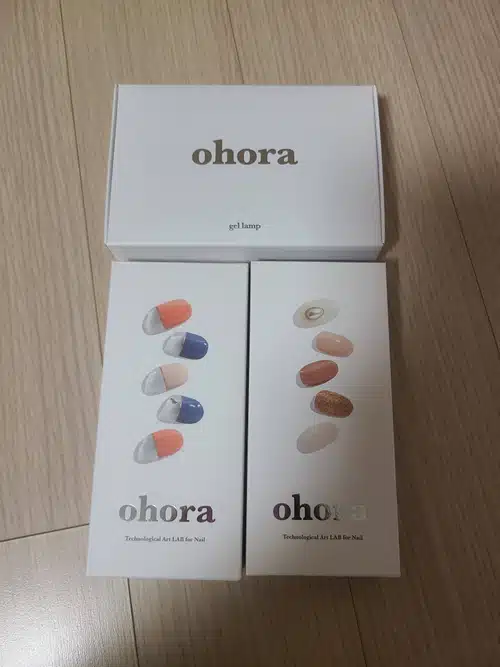 ohora
gel lamp
ohora
Technological Art LAB for Nail
ohora
Technological Art LAB for Nail